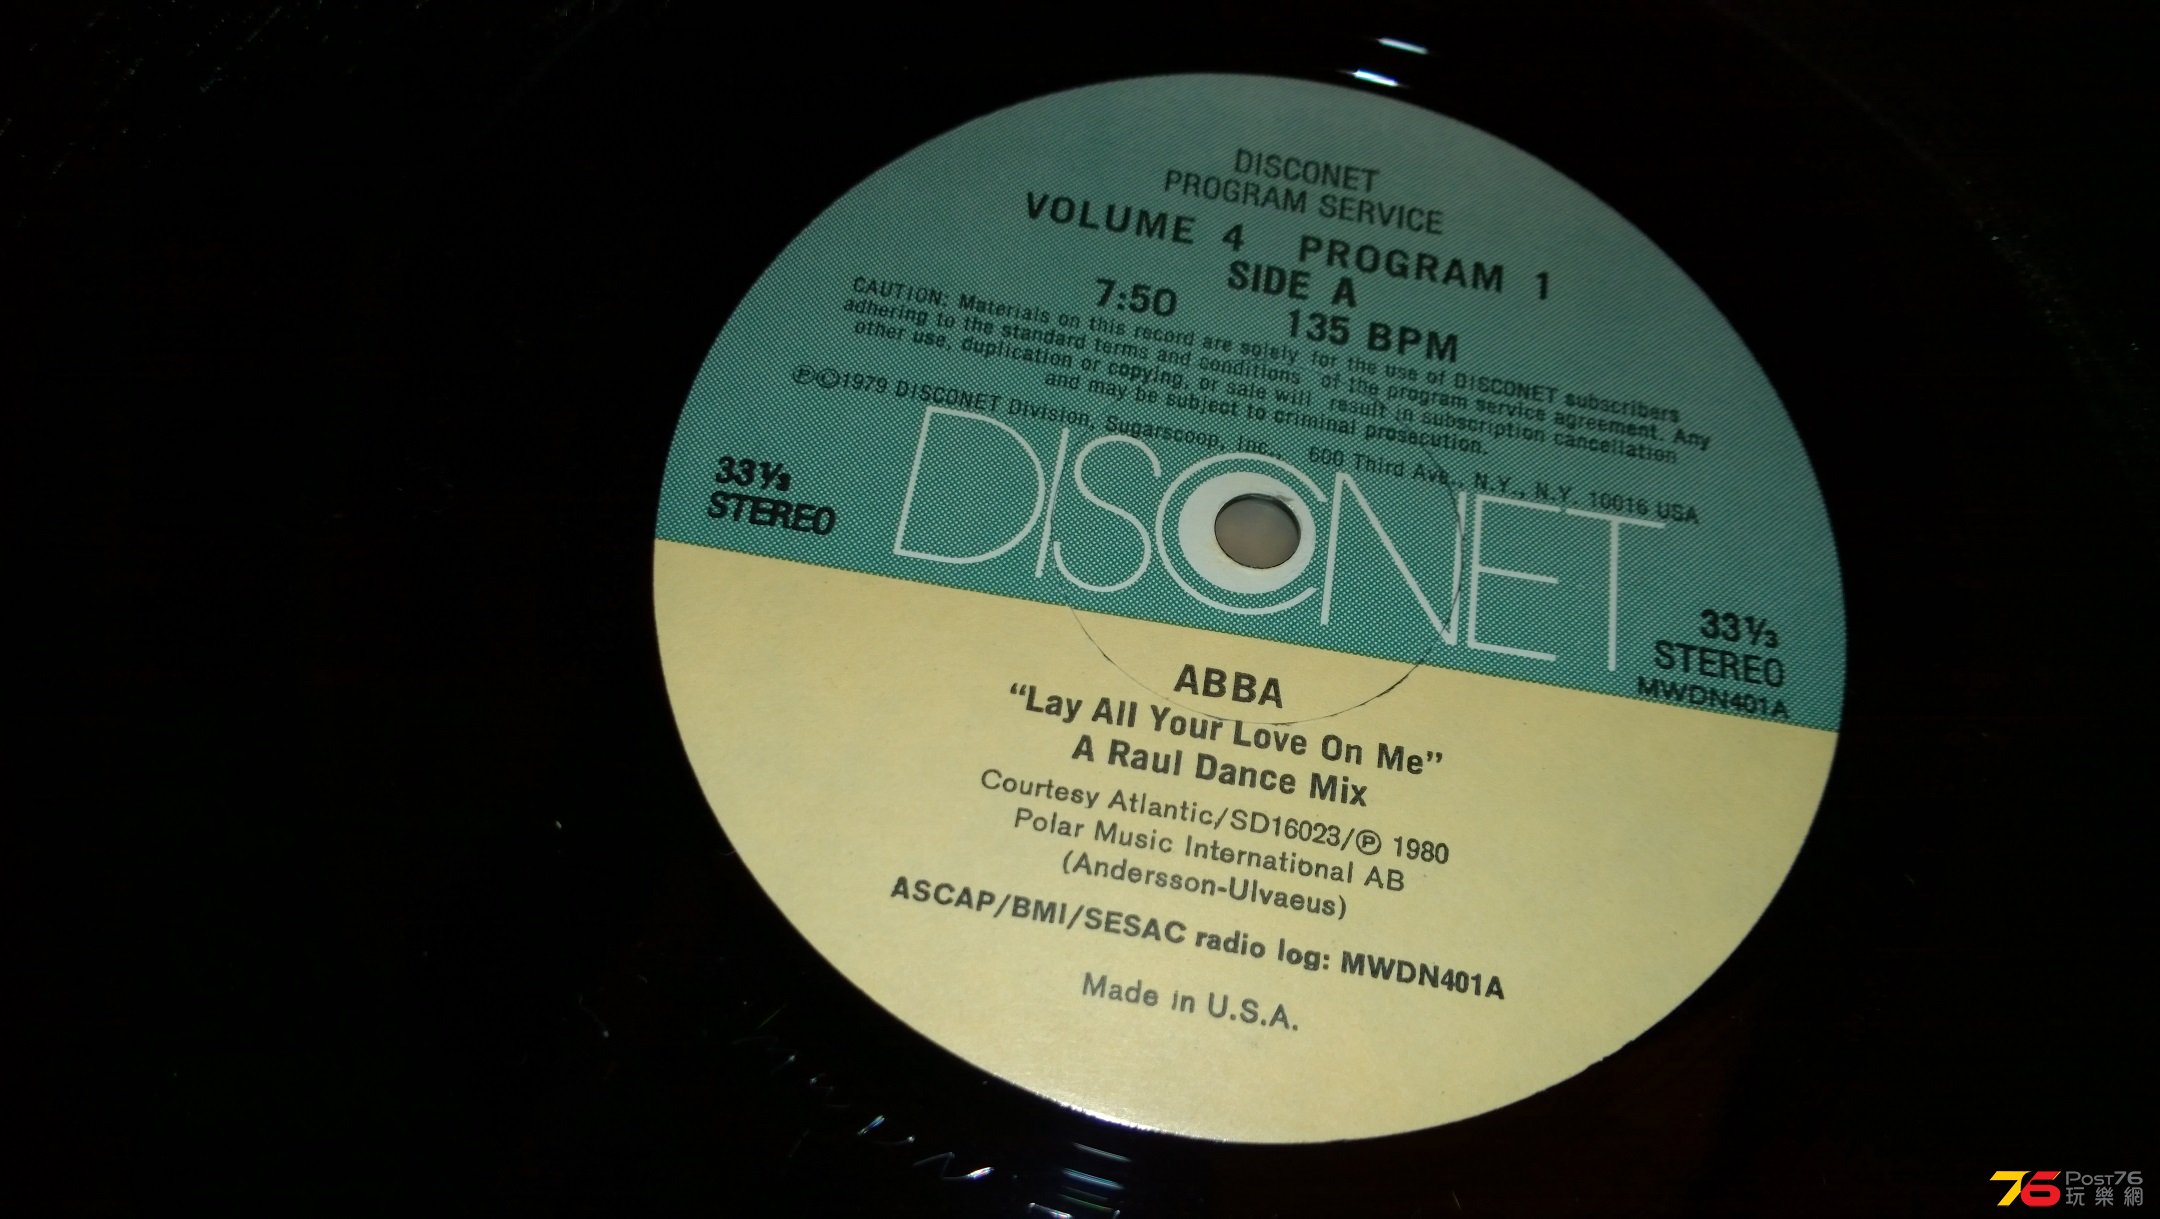 DISCONET
PROGRAM SERVICE
VOLUME 4 PROGRAM 1
SIDE A
7:50 135 BPM
CAUTION: Materials on this record are solely for the use of DISCONET subscribers
adhering to the standard terms and conditions of the program service agreement. Any
other use, duplication or copying, or sale will result in subscription cancellation
and may be subject to criminal prosecution.
℗©1979 DISCONET Division, Sugarscoop, Inc., 600 Third Ave., N.Y., N.Y. 10016 USA
DISCONET
33⅓
STEREO
33⅓
STEREO
MWDN401A
ABBA
“Lay All Your Love On Me”
A Raul Dance Mix
Courtesy Atlantic/SD16023/℗ 1980
Polar Music International AB
(Andersson-Ulvaeus)
ASCAP/BMI/SESAC radio log: MWDN401A
Made in U.S.A.
76 POST76
玩樂網